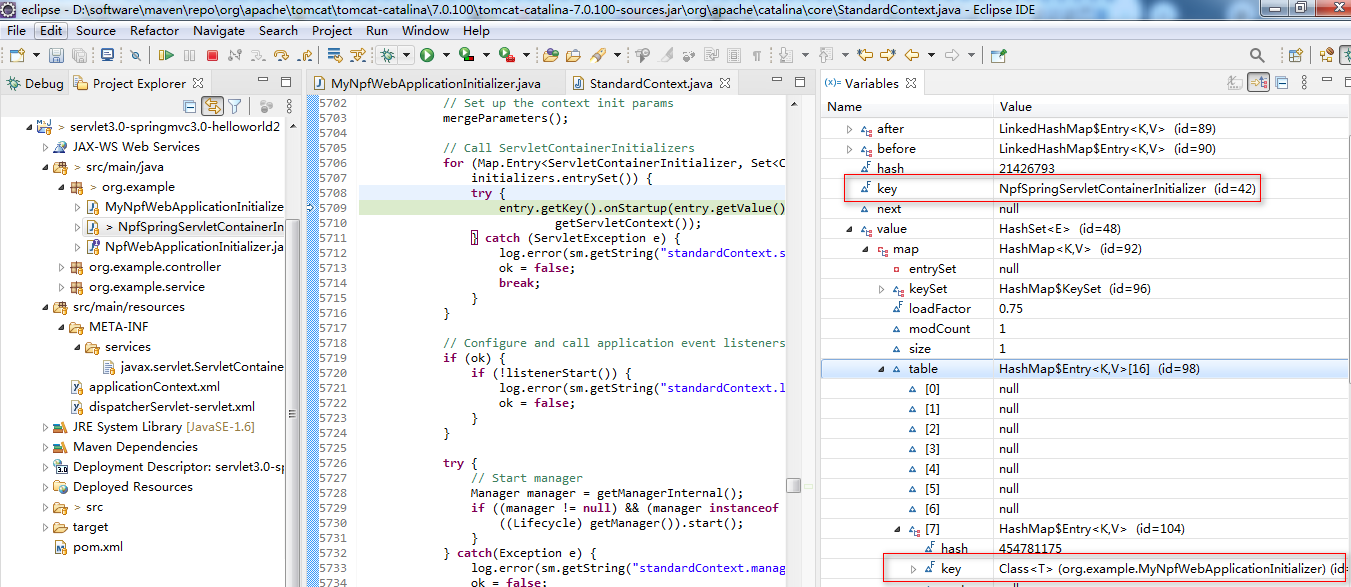 eclipse - D:\software\maven\repo\org\apache\tomcat\tomcat-catalina\7.0.100\tomcat-catalina-7.0.100-sources.jar\org\apache\catalina\core\StandardContext.java - Eclipse IDE
File Edit Source Refactor Navigate Search Project Run Window Help
Debug Project Explorer
> servlet3.0-springmvc3.0-helloworld2
JAX-WS Web Services
> src/main/java
> org.example
MyNpfWebApplicationInitialize
> NpfSpringServletContainerIn
NpfWebApplicationInitializer.ja
org.example.controller
org.example.service
src/main/resources
META-INF
services
javax.servlet.ServletContaine
applicationContext.xml
dispatcherServlet-servlet.xml
JRE System Library [JavaSE-1.6]
Maven Dependencies
Deployment Descriptor: servlet3.0-sp
Deployed Resources
> src
target
pom.xml
MyNpfWebApplicationInitializer.java StandardContext.java
5702 // Set up the context init params
5703 mergeParameters();
5704
5705 // Call ServletContainerInitializers
5706 for (Map.Entry<ServletContainerInitializer, Set<C
5707 initializers.entrySet()) {
5708 try {
5709 entry.getKey().onStartup(entry.getValue()
5710 getServletContext());
5711 } catch (ServletException e) {
5712 log.error(sm.getString("standardContext.s
5713 ok = false;
5714 break;
5715 }
5716 }
5717
5718 // Configure and call application event listeners
5719 if (ok) {
5720 if (!listenerStart()) {
5721 log.error(sm.getString("standardContext.l
5722 ok = false;
5723 }
5724 }
5725
5726 try {
5727 // Start manager
5728 Manager manager = getManagerInternal();
5729 if ((manager != null) && (manager instanceof
5730 ((Lifecycle) getManager()).start();
5731 }
5732 } catch(Exception e) {
5733 log.error(sm.getString("standardContext.manag
5734 ok = false;
(x)= Variables
Name Value
after LinkedHashMap$Entry<K,V> (id=89)
before LinkedHashMap$Entry<K,V> (id=90)
hash 21426793
key NpfSpringServletContainerInitializer (id=42)
next null
value HashSet<E> (id=48)
map HashMap<K,V> (id=92)
entrySet null
keySet HashMap$KeySet (id=96)
loadFactor 0.75
modCount 1
size 1
table HashMap$Entry<K,V>[16] (id=98)
[0] null
[1] null
[2] null
[3] null
[4] null
[5] null
[6] null
[7] HashMap$Entry<K,V> (id=104)
hash 454781175
key Class<T> (org.example.MyNpfWebApplicationInitializer) (id=